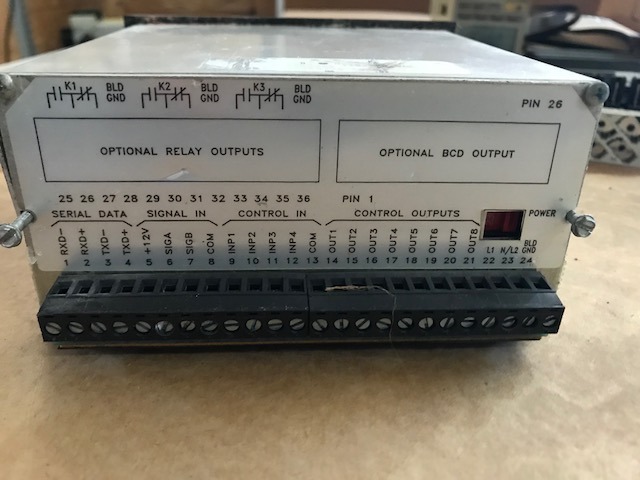 K1 BLD GND K2 BLD GND K3 BLD GND
PIN 26
OPTIONAL RELAY OUTPUTS
OPTIONAL BCD OUTPUT
25 26 27 28 29 30 31 32 33 34 35 36 PIN 1
SERIAL DATA SIGNAL IN CONTROL IN CONTROL OUTPUTS POWER
RXD- RXD+ TXD- TXD+ +12V SIGA SIGB COM INP1 INP2 INP3 INP4 COM OUT1 OUT2 OUT3 OUT4 OUT5 OUT6 OUT7 OUT8 L1 N/L2 BLD GND
1 2 3 4 5 6 7 8 9 10 11 12 13 14 15 16 17 18 19 20 21 22 23 24